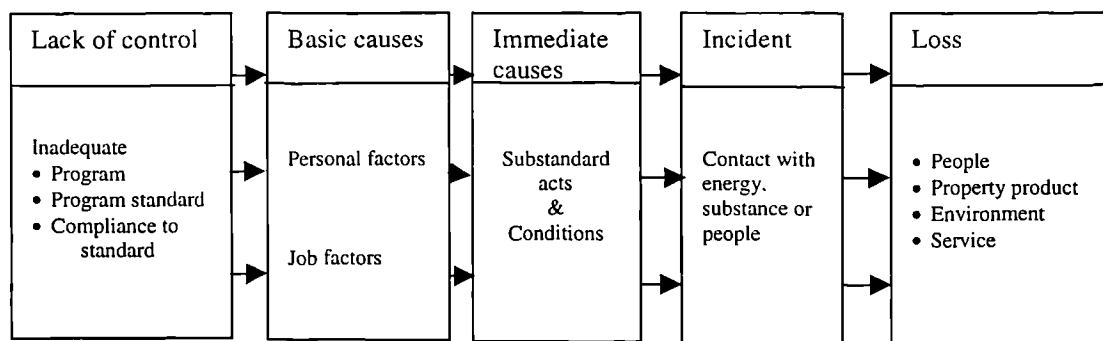 Lack of control
Inadequate
• Program
• Program standard
• Compliance to
standard
Basic causes
Personal factors
Job factors
Immediate
causes
Substandard
acts
&
Conditions
Incident
Contact with
energy,
substance or
people
Loss
• People
• Property product
• Environment
• Service